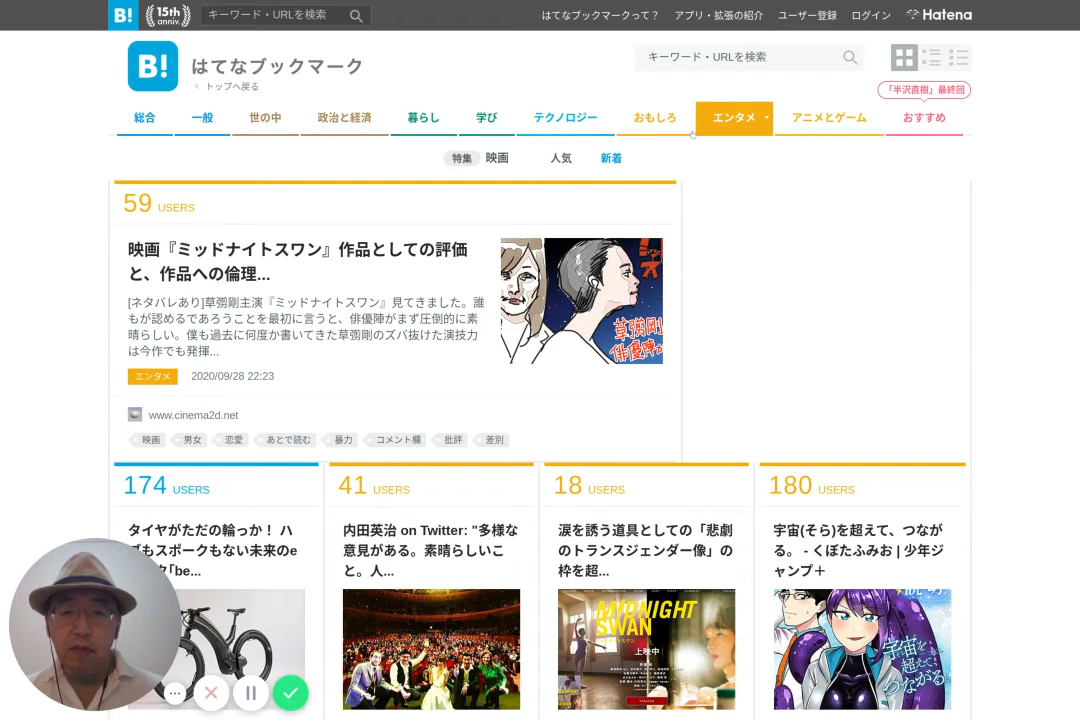 B! 15th anniv. キーワード・URLを検索 はてなブックマークって？ アプリ・拡張の紹介 ユーザー登録 ログイン Hatena
B! はてなブックマーク
トップへ戻る
キーワード・URLを検索
「半沢直樹」最終回
総合 一般 世の中 政治と経済 暮らし 学び テクノロジー おもしろ エンタメ アニメとゲーム おすすめ
特集 映画 人気 新着
59 USERS
映画『ミッドナイトスワン』作品としての評価
と、作品への倫理...
[ネタバレあり]草彅剛主演『ミッドナイトスワン』見てきました。誰
もが認めるであろうことを最初に言うと、俳優陣がまず圧倒的に素
晴らしい。僕も過去に何度か書いてきた草彅剛のズバ抜けた演技力
は今作でも発揮...
草彅剛
俳優陣が
エンタメ 2020/09/28 22:23
www.cinema2d.net
映画 男女 恋愛 あとで読む 暴力 コメント欄 批評 差別
174 USERS
タイヤがただの輪っか！ ハ
ブもスポークもない未来のe
be...
41 USERS
内田英治 on Twitter: "多様な
意見がある。素晴らしいこ
と。人...
18 USERS
涙を誘う道具としての「悲劇
のトランスジェンダー像」の
枠を超...
MIDNIGHT
SWAN
上映中
180 USERS
宇宙(そら)を超えて、つなが
る。 - くぼたふみお | 少年ジ
ャンプ＋
宇宙を
超えて
つながる